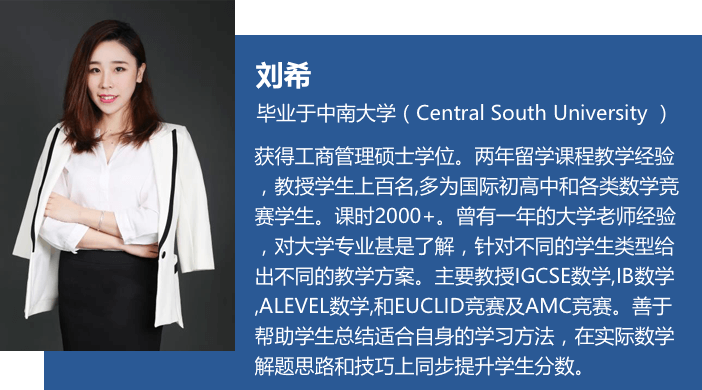 刘希
毕业于中南大学（Central South University ）
获得工商管理硕士学位。两年留学课程教学经验
，教授学生上百名,多为国际初高中和各类数学竞
赛学生。课时2000+。曾有一年的大学老师经验
，对大学专业甚是了解，针对不同的学生类型给
出不同的教学方案。主要教授IGCSE数学,IB数学
,ALEVEL数学,和EUCLID竞赛及AMC竞赛。善于
帮助学生总结适合自身的学习方法，在实际数学
解题思路和技巧上同步提升学生分数。